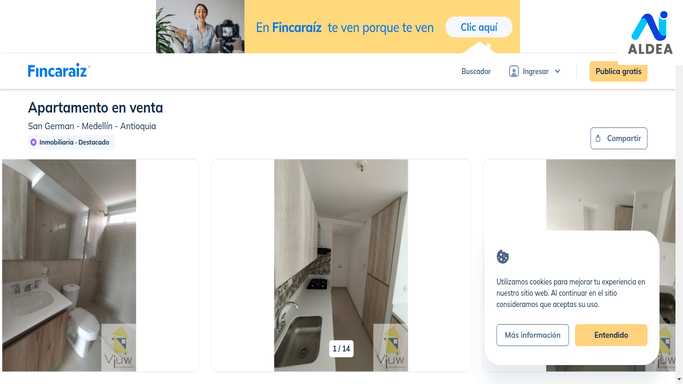 En Fincaraíz te ven porque te ven
Clic aquí
ALDEA
Fincaraiz
Buscador
Ingresar
Publica gratis
Apartamento en venta
San German - Medellín - Antioquia
Inmobiliaria - Destacado
Compartir
1 / 14
Vjuw
Vjuw
Utilizamos cookies para mejorar tu experiencia en
nuestro sitio web. Al continuar en el sitio
consideramos que aceptas su uso.
Más información
Entendido